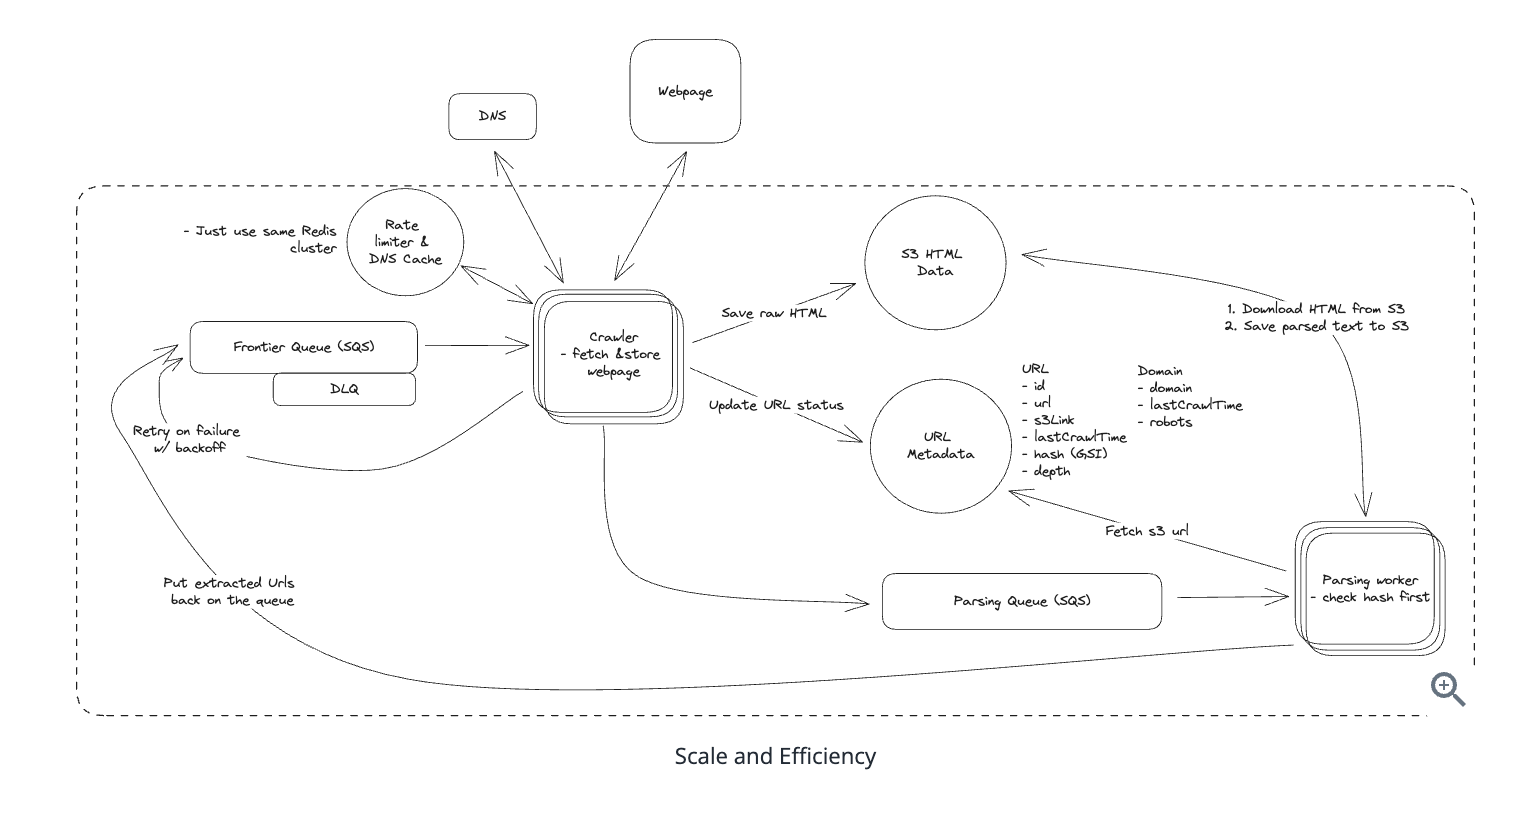 Webpage
DNS
- Just use same Redis
cluster
Rate
limiter &
DNS Cache
S3 HTML
Data
Save raw HTML
1. Download HTML from S3
2. Save parsed text to S3
Frontier Queue (SQS)
DLQ
Crawler
- fetch &store
webpage
Update URL status
URL
Metadata
URL
- id
- url
- s3Link
- lastCrawlTime
- hash (GSI)
- depth
Domain
- domain
- lastCrawlTime
- robots
Retry on failure
w/ backoff
Fetch s3 url
Put extracted Urls
back on the queue
Parsing Queue (SQS)
Parsing worker
- check hash first
Scale and Efficiency